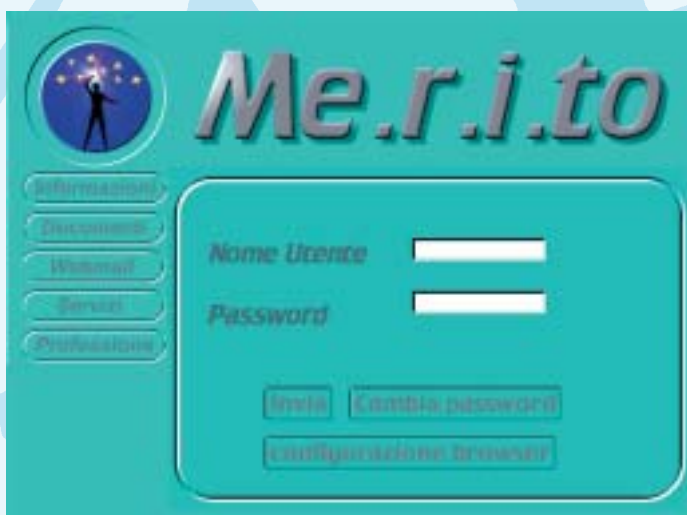 Me.r.i.to
Informazioni
Documenti
Webmail
Servizi
Professione
Nome Utente
Password
Invia Cambia password
configurazione browser